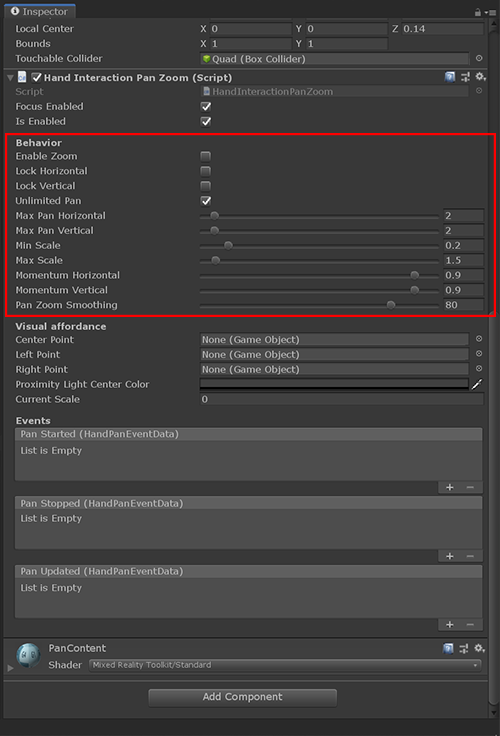 Inspector
Local Center X 0 Y 0 Z 0.14
Bounds X 1 Y 1
Touchable Collider Quad (Box Collider)
Hand Interaction Pan Zoom (Script)
Script HandInteractionPanZoom
Focus Enabled
Is Enabled
Behavior
Enable Zoom
Lock Horizontal
Lock Vertical
Unlimited Pan
Max Pan Horizontal 2
Max Pan Vertical 2
Min Scale 0.2
Max Scale 1.5
Momentum Horizontal 0.9
Momentum Vertical 0.9
Pan Zoom Smoothing 80
Visual affordance
Center Point None (Game Object)
Left Point None (Game Object)
Right Point None (Game Object)
Proximity Light Center Color
Current Scale 0
Events
Pan Started (HandPanEventData)
List is Empty
Pan Stopped (HandPanEventData)
List is Empty
Pan Updated (HandPanEventData)
List is Empty
PanContent
Shader Mixed Reality Toolkit/Standard
Add Component